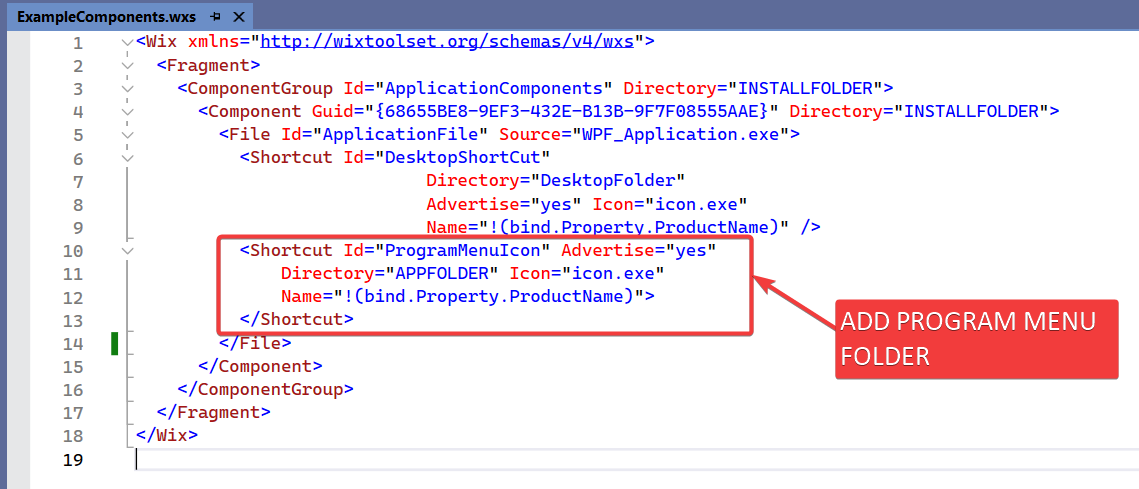 ExampleComponents.wxs
1 <Wix xmlns="http://wixtoolset.org/schemas/v4/wxs">
2 <Fragment>
3 <ComponentGroup Id="ApplicationComponents" Directory="INSTALLFOLDER">
4 <Component Guid="{68655BE8-9EF3-432E-B13B-9F7F08555AAE}" Directory="INSTALLFOLDER">
5 <File Id="ApplicationFile" Source="WPF_Application.exe">
6 <Shortcut Id="DesktopShortCut"
7 Directory="DesktopFolder"
8 Advertise="yes" Icon="icon.exe"
9 Name="!(bind.Property.ProductName)" />
10 <Shortcut Id="ProgramMenuIcon" Advertise="yes"
11 Directory="APPFOLDER" Icon="icon.exe"
12 Name="!(bind.Property.ProductName)">
13 </Shortcut>
14 </File>
15 </Component>
16 </ComponentGroup>
17 </Fragment>
18 </Wix>
19
ADD PROGRAM MENU
FOLDER